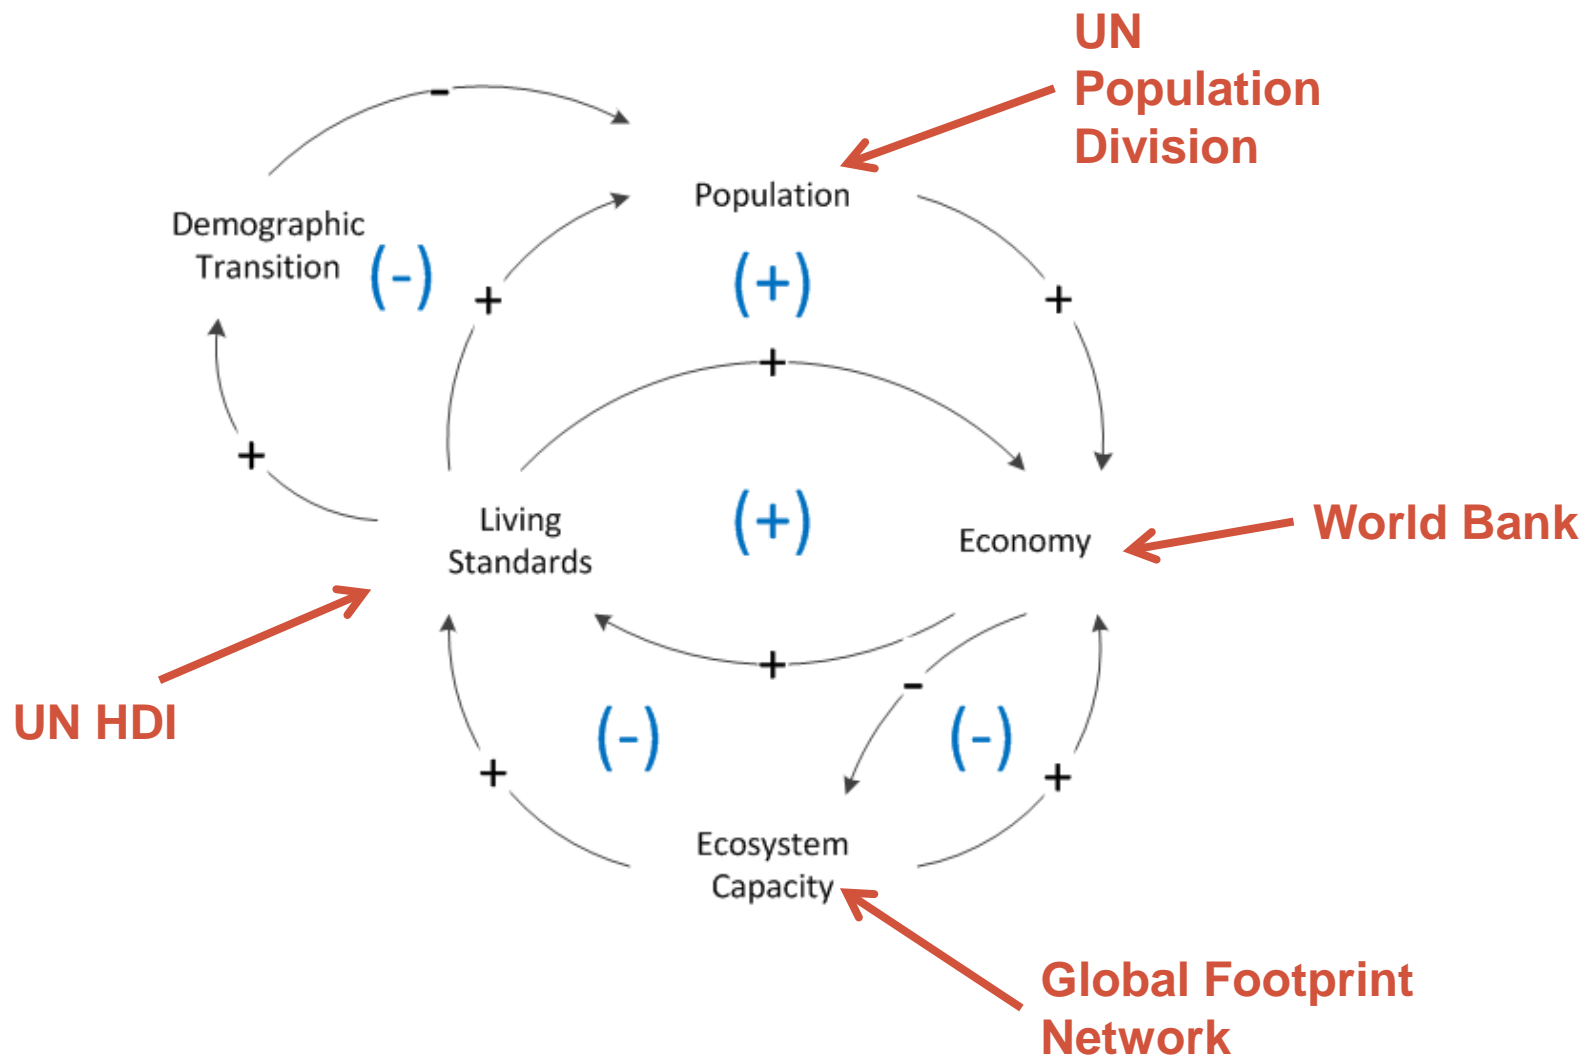 UN
Population
Division
-
Population
Demographic
Transition
(-)
(+)
+
+
+
+
Living
Standards
(+)
Economy
World Bank
+
-
UN HDI
(-)
(-)
+
+
Ecosystem
Capacity
Global Footprint
Network